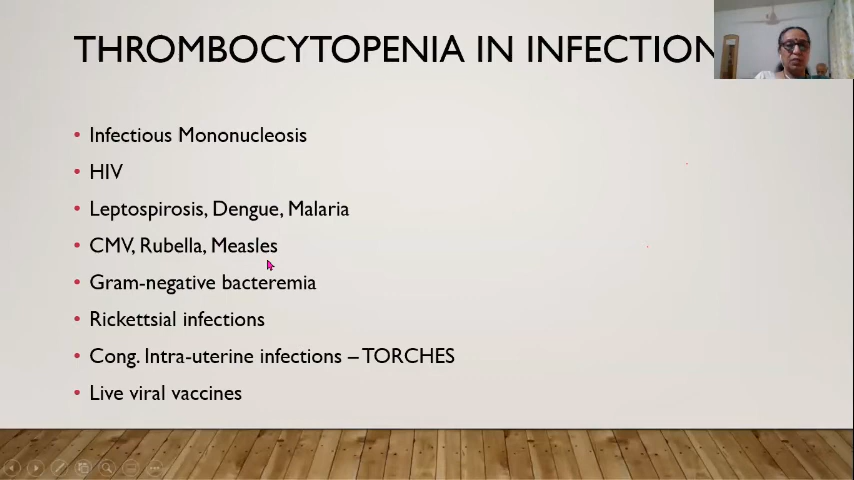 THROMBOCYTOPENIA IN INFECTION
Infectious Mononucleosis
HIV
Leptospirosis, Dengue, Malaria
CMV, Rubella, Measles
Gram-negative bacteremia
Rickettsial infections
Cong. Intra-uterine infections – TORCHES
Live viral vaccines